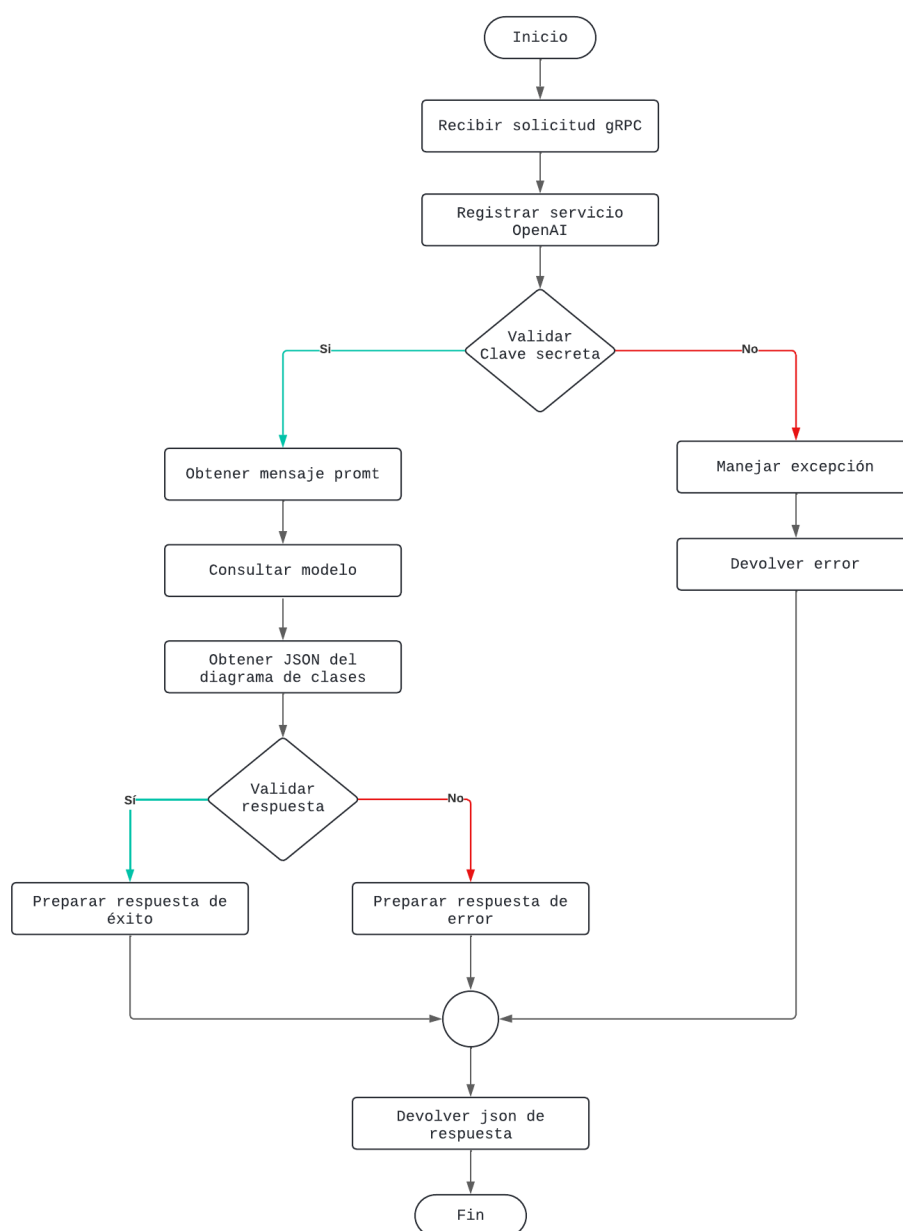 Inicio
Recibir solicitud gRPC
Registrar servicio
OpenAI
Validar
Clave secreta
Si
No
Obtener mensaje promt
Manejar excepción
Consultar modelo
Devolver error
Obtener JSON del
diagrama de clases
Validar
respuesta
Sí
No
Preparar respuesta de
éxito
Preparar respuesta de
error
Devolver json de
respuesta
Fin